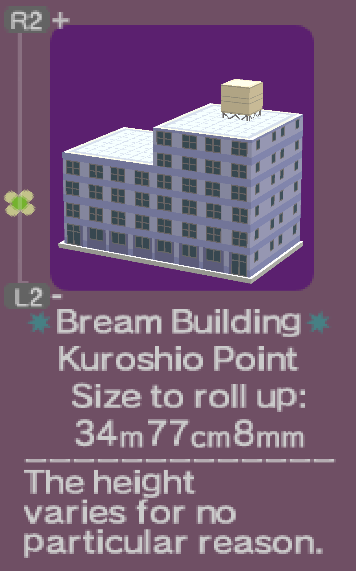 R2 +
L2 -
Bream Building
Kuroshio Point
Size to roll up:
34m77cm8mm
The height
varies for no
particular reason.